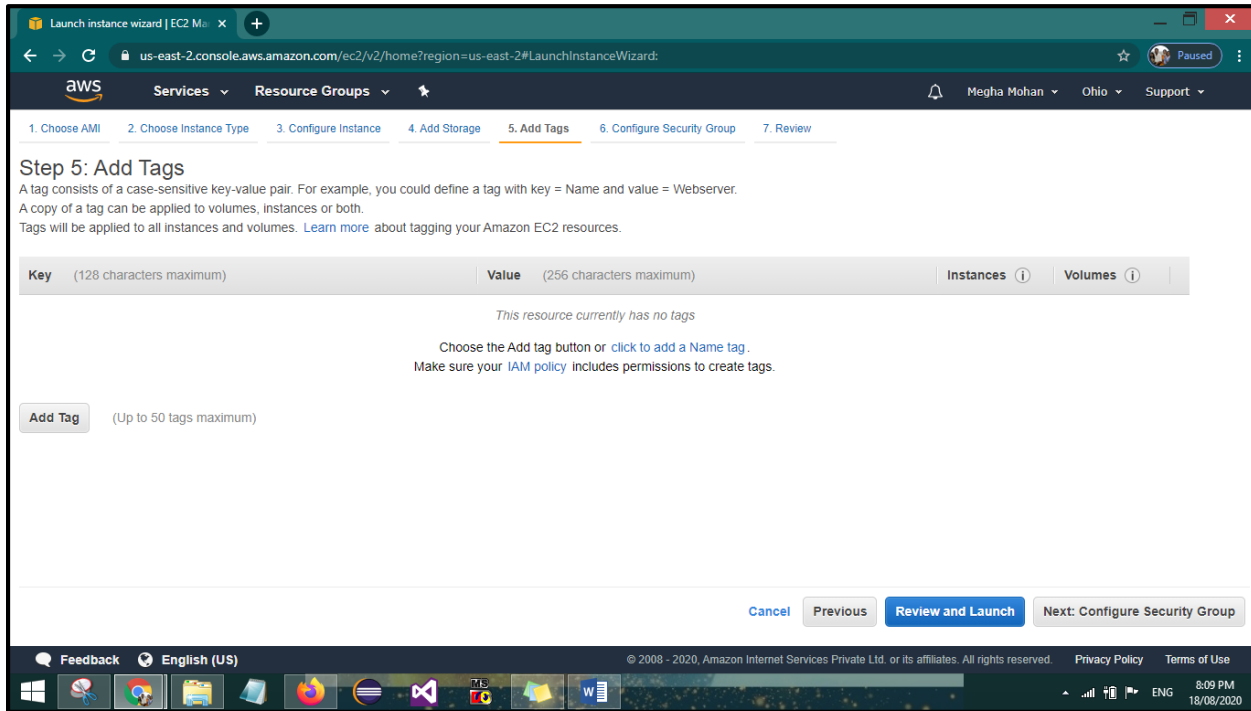 Launch instance wizard | EC2 Ma
us-east-2.console.aws.amazon.com/ec2/v2/home?region=us-east-2#LaunchInstanceWizard:
Paused
aws Services Resource Groups Megha Mohan Ohio Support
1. Choose AMI 2. Choose Instance Type 3. Configure Instance 4. Add Storage 5. Add Tags 6. Configure Security Group 7. Review
Step 5: Add Tags
A tag consists of a case-sensitive key-value pair. For example, you could define a tag with key = Name and value = Webserver.
A copy of a tag can be applied to volumes, instances or both.
Tags will be applied to all instances and volumes. Learn more about tagging your Amazon EC2 resources.
Key (128 characters maximum) Value (256 characters maximum) Instances i Volumes i
This resource currently has no tags
Choose the Add tag button or click to add a Name tag.
Make sure your IAM policy includes permissions to create tags.
Add Tag (Up to 50 tags maximum)
Cancel Previous Review and Launch Next: Configure Security Group
Feedback English (US) © 2008 - 2020, Amazon Internet Services Private Ltd. or its affiliates. All rights reserved. Privacy Policy Terms of Use
MS
ENG
8:09 PM
18/08/2020